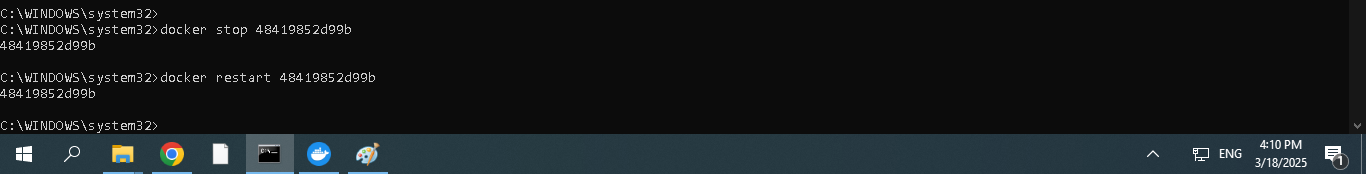 C:\WINDOWS\system32>
C:\WINDOWS\system32>docker stop 48419852d99b
48419852d99b
C:\WINDOWS\system32>docker restart 48419852d99b
48419852d99b
C:\WINDOWS\system32>
C:\_
ENG
4:10 PM
3/18/2025
1